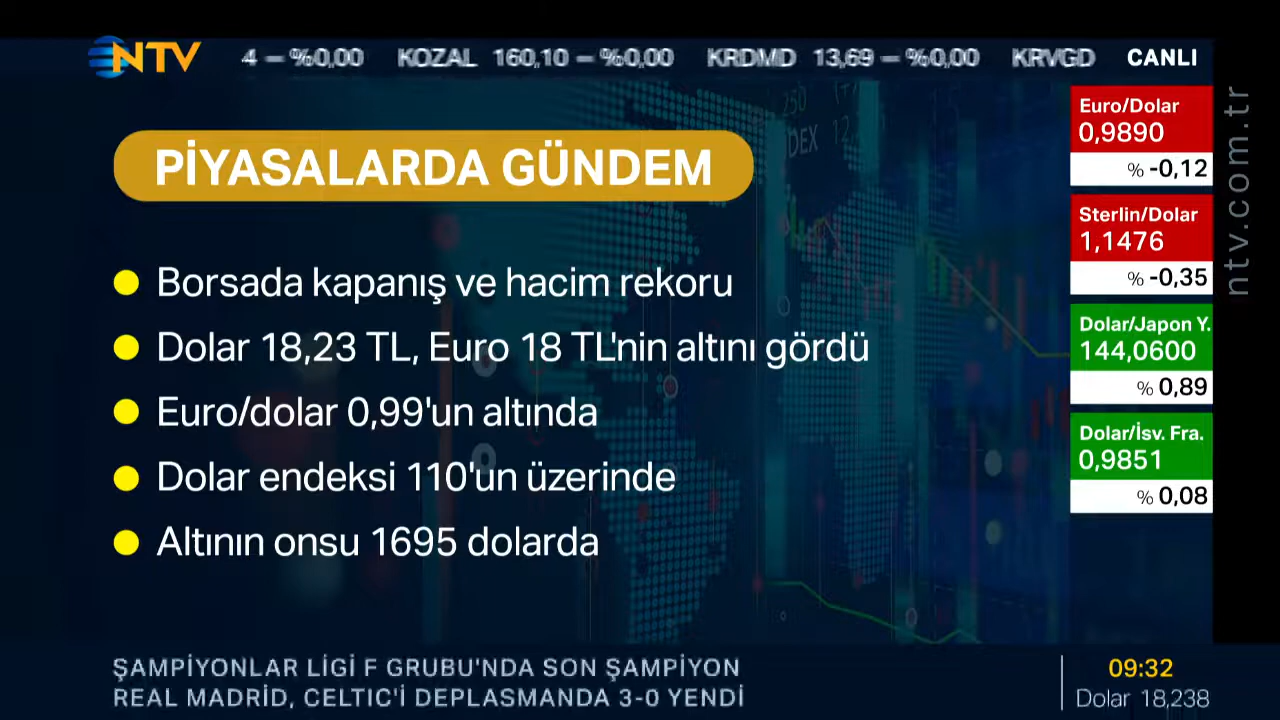 NTV
4 – %0,00 KOZAL 160,10 – %0,00 KRDMD 13,69 – %0,00 KRVGD
CANLI
PİYASALARDA GÜNDEM
Borsada kapanış ve hacim rekoru
Dolar 18,23 TL, Euro 18 TL'nin altını gördü
Euro/dolar 0,99'un altında
Dolar endeksi 110'un üzerinde
Altının onsu 1695 dolarda
Euro/Dolar
0,9890
% -0,12
Sterlin/Dolar
1,1476
% -0,35
Dolar/Japon Y.
144,0600
% 0,89
Dolar/İsv. Fra.
0,9851
% 0,08
ntv.com.tr
ŞAMPİYONLAR LİGİ F GRUBU'NDA SON ŞAMPİYON
REAL MADRİD, CELTIC'İ DEPLASMANDA 3-0 YENDİ
09:32
Dolar 18,238